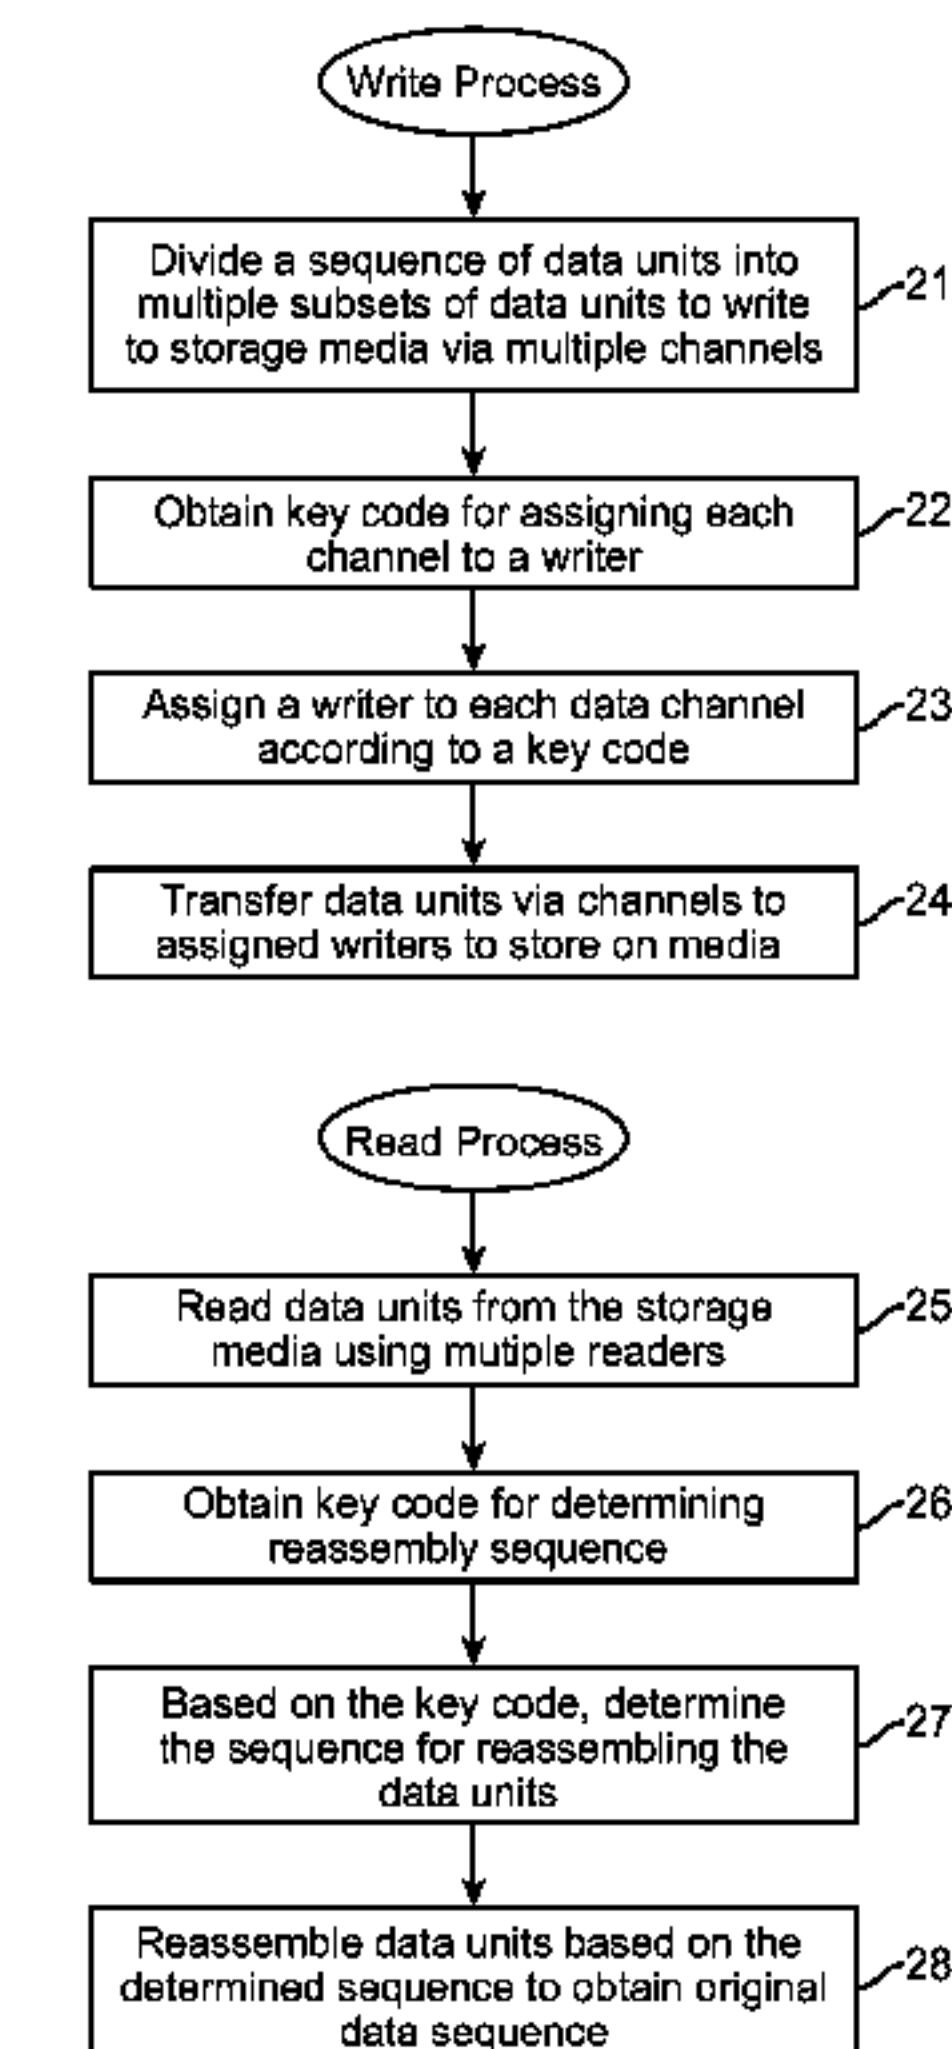 Write Process
Divide a sequence of data units into
multiple subsets of data units to write
to storage media via multiple channels
21
Obtain key code for assigning each
channel to a writer
22
Assign a writer to each data channel
according to a key code
23
Transfer data units via channels to
assigned writers to store on media
24
Read Process
Read data units from the storage
media using mutiple readers
25
Obtain key code for determining
reassembly sequence
26
Based on the key code, determine
the sequence for reassembling the
data units
27
Reassemble data units based on the
determined sequence to obtain original
data sequence
28